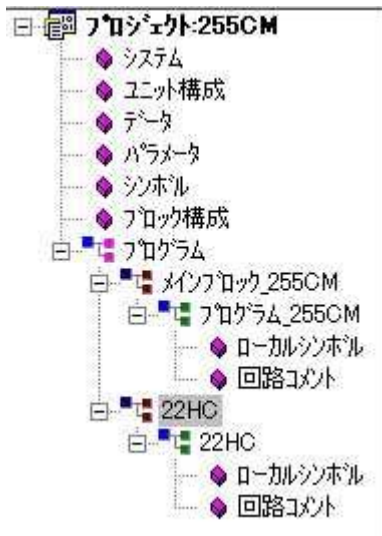 ﾌﾟﾛｼﾞｪｸﾄ:255CM
ｼｽﾃﾑ
ﾕﾆｯﾄ構成
ﾃﾞｰﾀ
ﾊﾟﾗﾒｰﾀ
ｼﾝﾎﾞﾙ
ﾌﾞﾛｯｸ構成
ﾌﾟﾛｸﾞﾗﾑ
ﾒｲﾝﾌﾞﾛｯｸ_255CM
ﾌﾟﾛｸﾞﾗﾑ_255CM
ﾛｰｶﾙｼﾝﾎﾞﾙ
回路ｺﾒﾝﾄ
22HC
22HC
ﾛｰｶﾙｼﾝﾎﾞﾙ
回路ｺﾒﾝﾄ